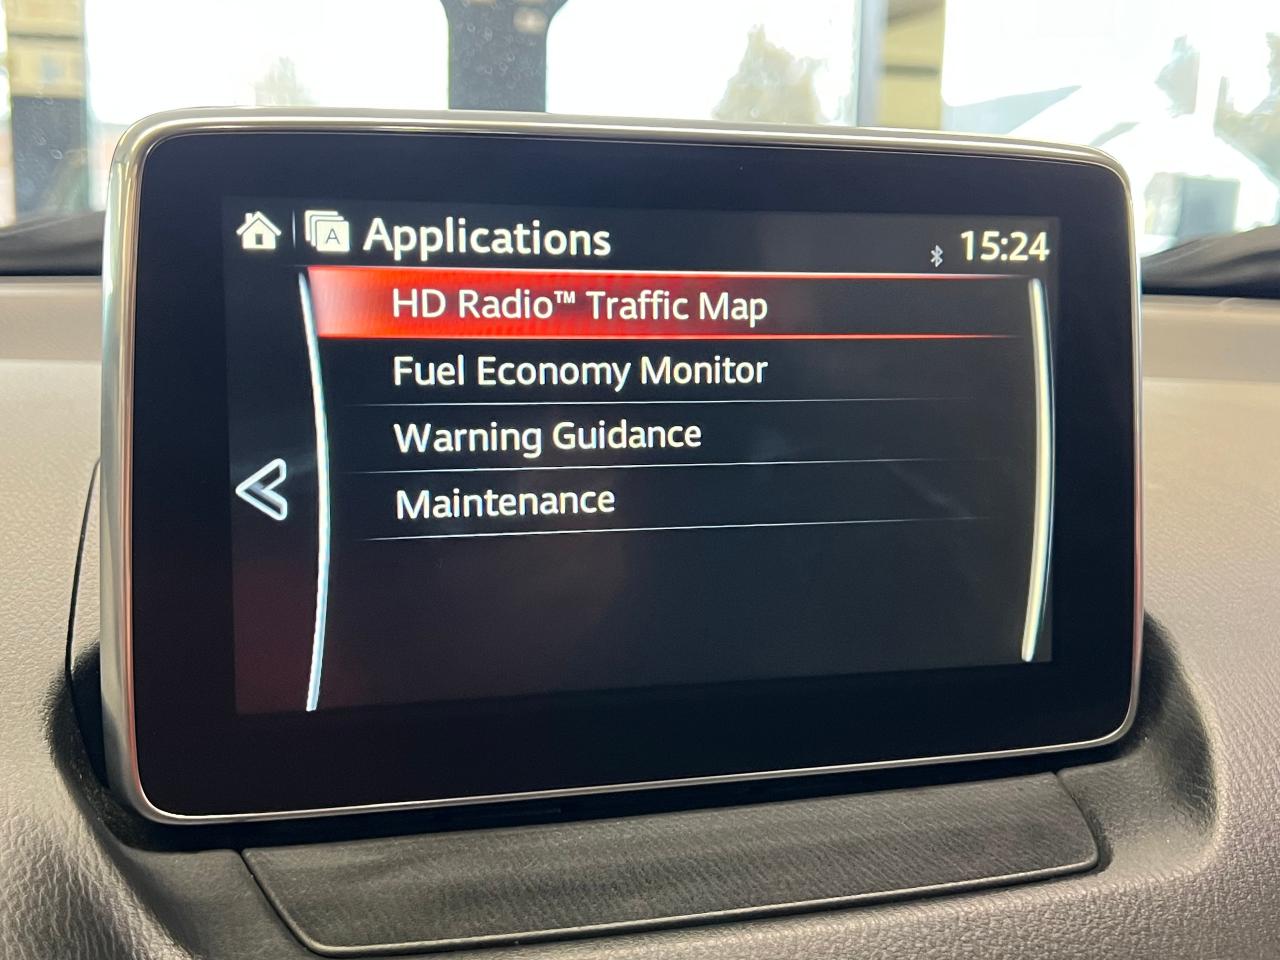 Applications
15:24
HD Radio™ Traffic Map
Fuel Economy Monitor
Warning Guidance
Maintenance